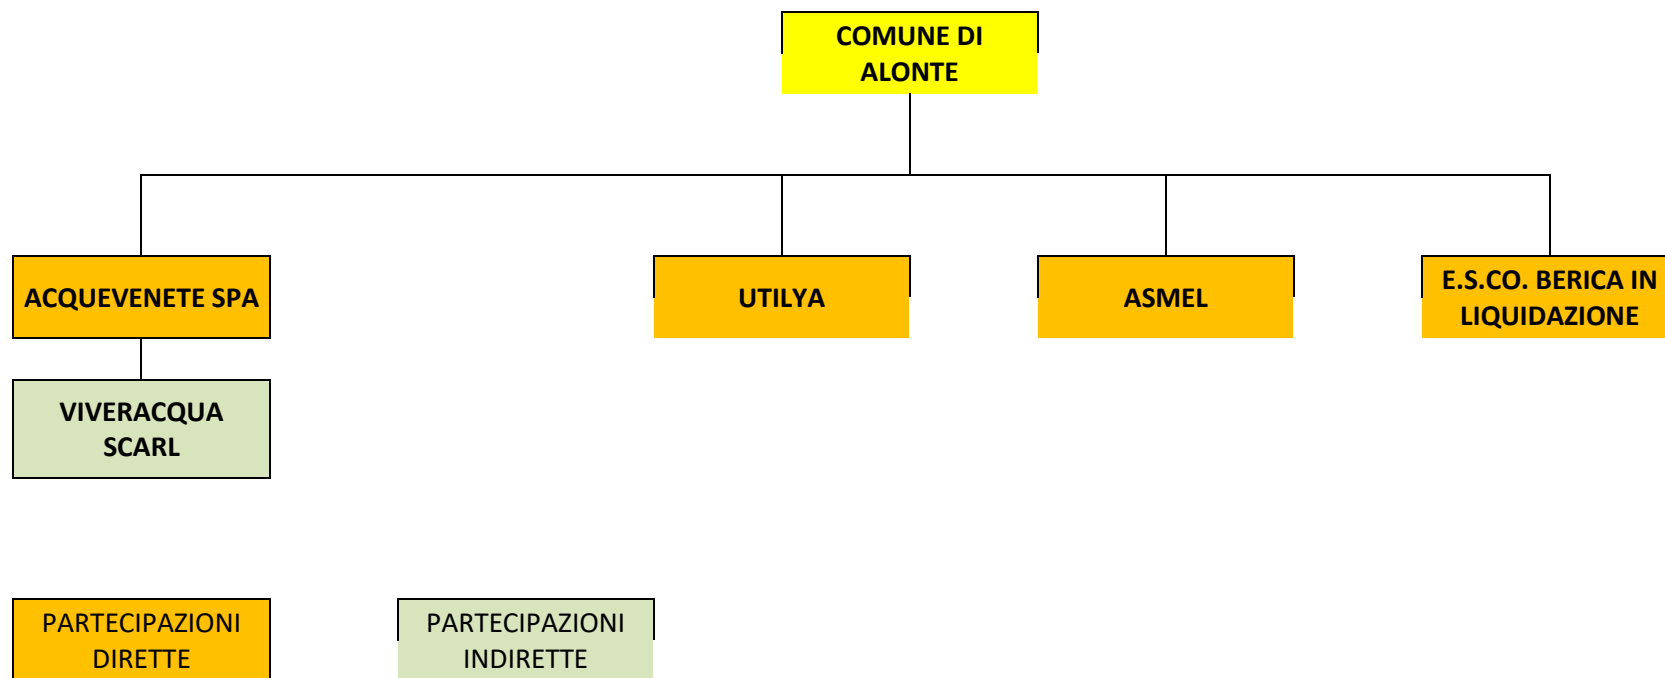 COMUNE DI
ALONTE
ACQUEVENETE SPA
UTILYA
ASMEL
E.S.CO. BERICA IN
LIQUIDAZIONE
VIVERACQUA
SCARL
PARTECIPAZIONI
DIRETTE
PARTECIPAZIONI
INDIRETTE